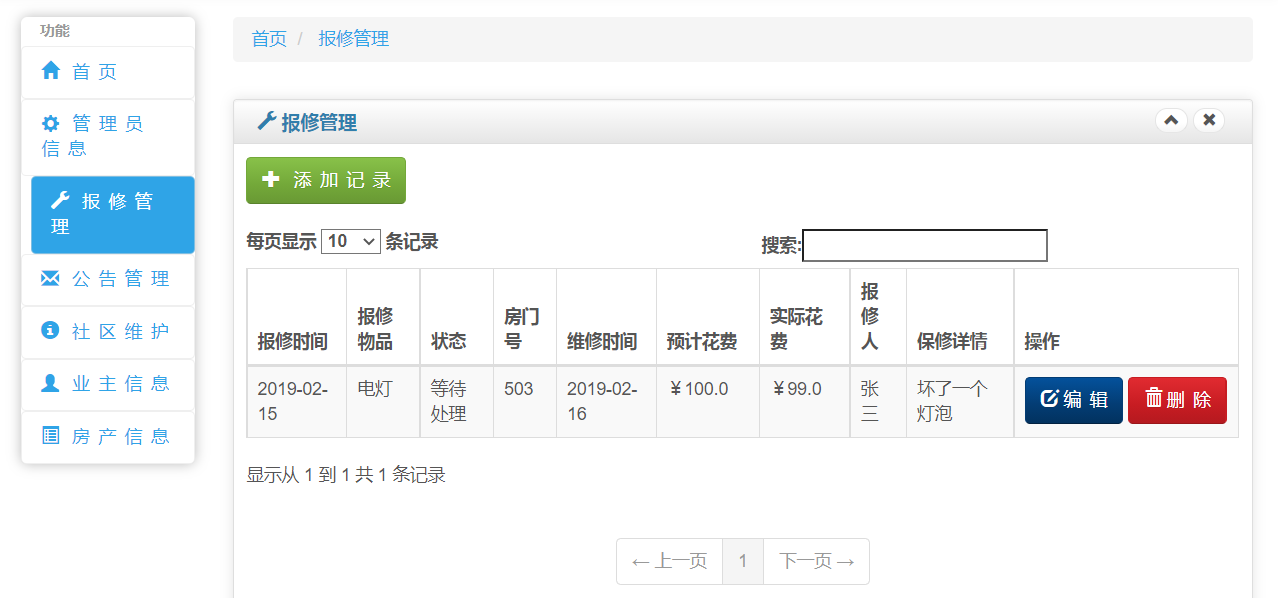 功能
首页
管理员
信息
报修管
理
公告管理
社区维护
业主信息
房产信息
首页 / 报修管理
报修管理
添加记录
每页显示 10 条记录
搜索:
报修时间 报修物品 状态 房门号 维修时间 预计花费 实际花费 报修人 保修详情 操作
2019-02-15 电灯 等待处理 503 2019-02-16 ¥100.0 ¥99.0 张三 坏了一个灯泡 编辑 删除
显示从 1 到 1 共 1 条记录
← 上一页 1 下一页 →